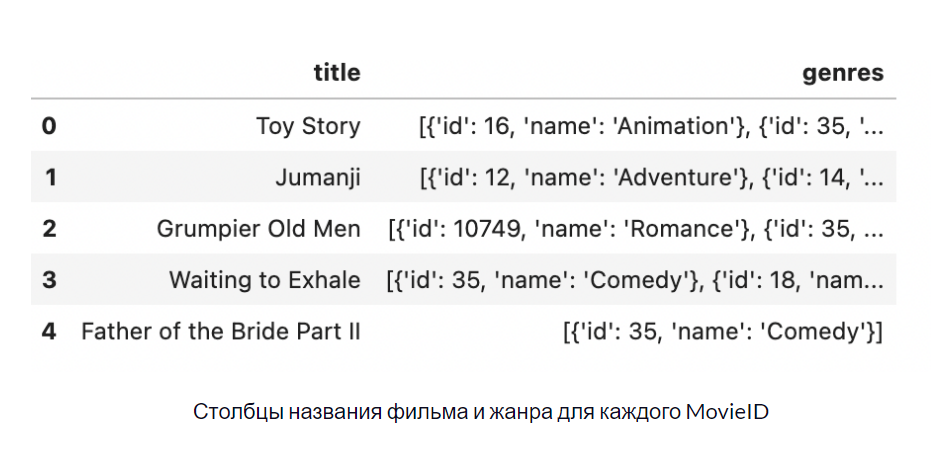 title genres
0 Toy Story [{'id': 16, 'name': 'Animation'}, {'id': 35, '...
1 Jumanji [{'id': 12, 'name': 'Adventure'}, {'id': 14, '...
2 Grumpier Old Men [{'id': 10749, 'name': 'Romance'}, {'id': 35, ...
3 Waiting to Exhale [{'id': 35, 'name': 'Comedy'}, {'id': 18, 'nam...
4 Father of the Bride Part II [{'id': 35, 'name': 'Comedy'}]
Столбцы названия фильма и жанра для каждого MovieID